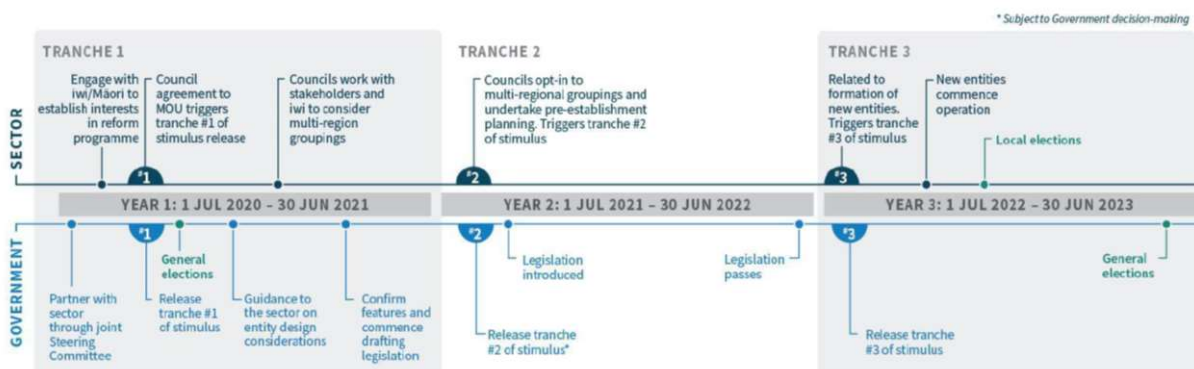 * Subject to Government decision-making
TRANCHE 1
TRANCHE 2
TRANCHE 3
SECTOR
Engage with
iwi/Māori to
establish interests
in reform
programme
Council
agreement to
MOU triggers
tranche #1 of
stimulus release
Councils work with
stakeholders and
iwi to consider
multi-region
groupings
Councils opt-in to
multi-regional groupings and
undertake pre-establishment
planning. Triggers tranche #2
of stimulus
Related to
formation of
new entities.
Triggers tranche
#3 of stimulus
New entities
commence
operation
Local elections
#1
#2
#3
YEAR 1: 1 JUL 2020 – 30 JUN 2021
YEAR 2: 1 JUL 2021 – 30 JUN 2022
YEAR 3: 1 JUL 2022 – 30 JUN 2023
GOVERNMENT
#1
#2
#3
Partner with
sector
through joint
Steering
Committee
Release
tranche #1
of stimulus
General
elections
Guidance to
the sector on
entity design
considerations
Confirm
features and
commence
drafting
legislation
Release tranche
#2 of stimulus*
Legislation
introduced
Legislation
passes
Release tranche
#3 of stimulus
General
elections